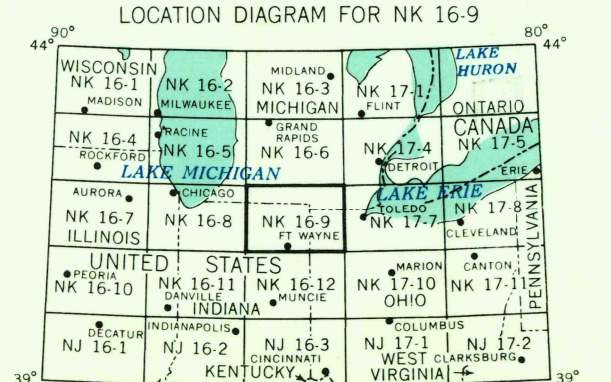 LOCATION DIAGRAM FOR NK 16-9
90°
80°
44°
44°
LAKE
HURON
WISCONSIN
NK 16-1
NK 16-2
MIDLAND
NK 16-3
NK 17-1
MADISON
MILWAUKEE
MICHIGAN
FLINT
ONTARIO
RACINE
GRAND
RAPIDS
CANADA
NK 16-4
NK 16-5
NK 16-6
NK 17-4
NK 17-5
ROCKFORD
DETROIT
ERIE
LAKE MICHIGAN
AURORA
CHICAGO
LAKE ERIE
TOLEDO
NK 16-7
NK 16-8
NK 16-9
NK 17-7
NK 17-8
ILLINOIS
FT WAYNE
CLEVELAND
PENNSYLVANIA
UNITED STATES
PEORIA
MARION
CANTON
NK 16-10
NK 16-11
NK 16-12
NK 17-10
NK 17-11
DANVILLE
MUNCIE
OHIO
INDIANA
DECATUR
INDIANAPOLIS
COLUMBUS
NJ 16-1
NJ 16-2
NJ 16-3
NJ 17-1
NJ 17-2
CINCINNATI
WEST
CLARKSBURG
KENTUCKY
VIRGINIA
39°
39°